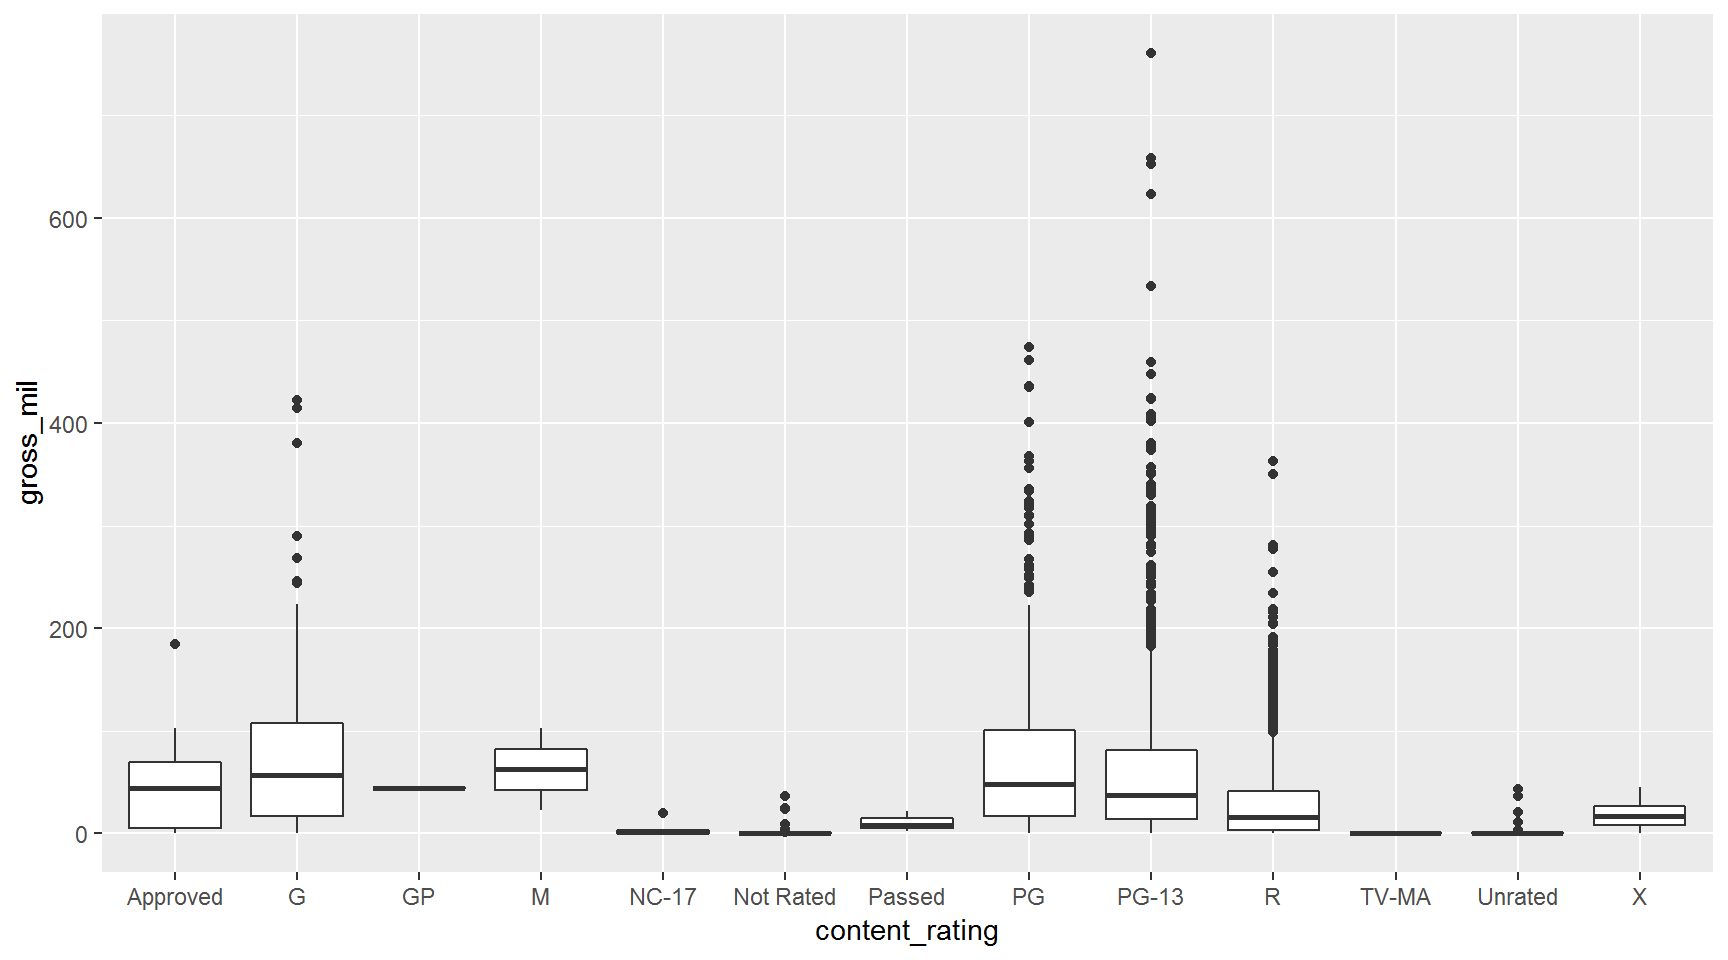 gross_mil
600
400
200
0
Approved G GP M NC-17 Not Rated Passed PG PG-13 R TV-MA Unrated X
content_rating